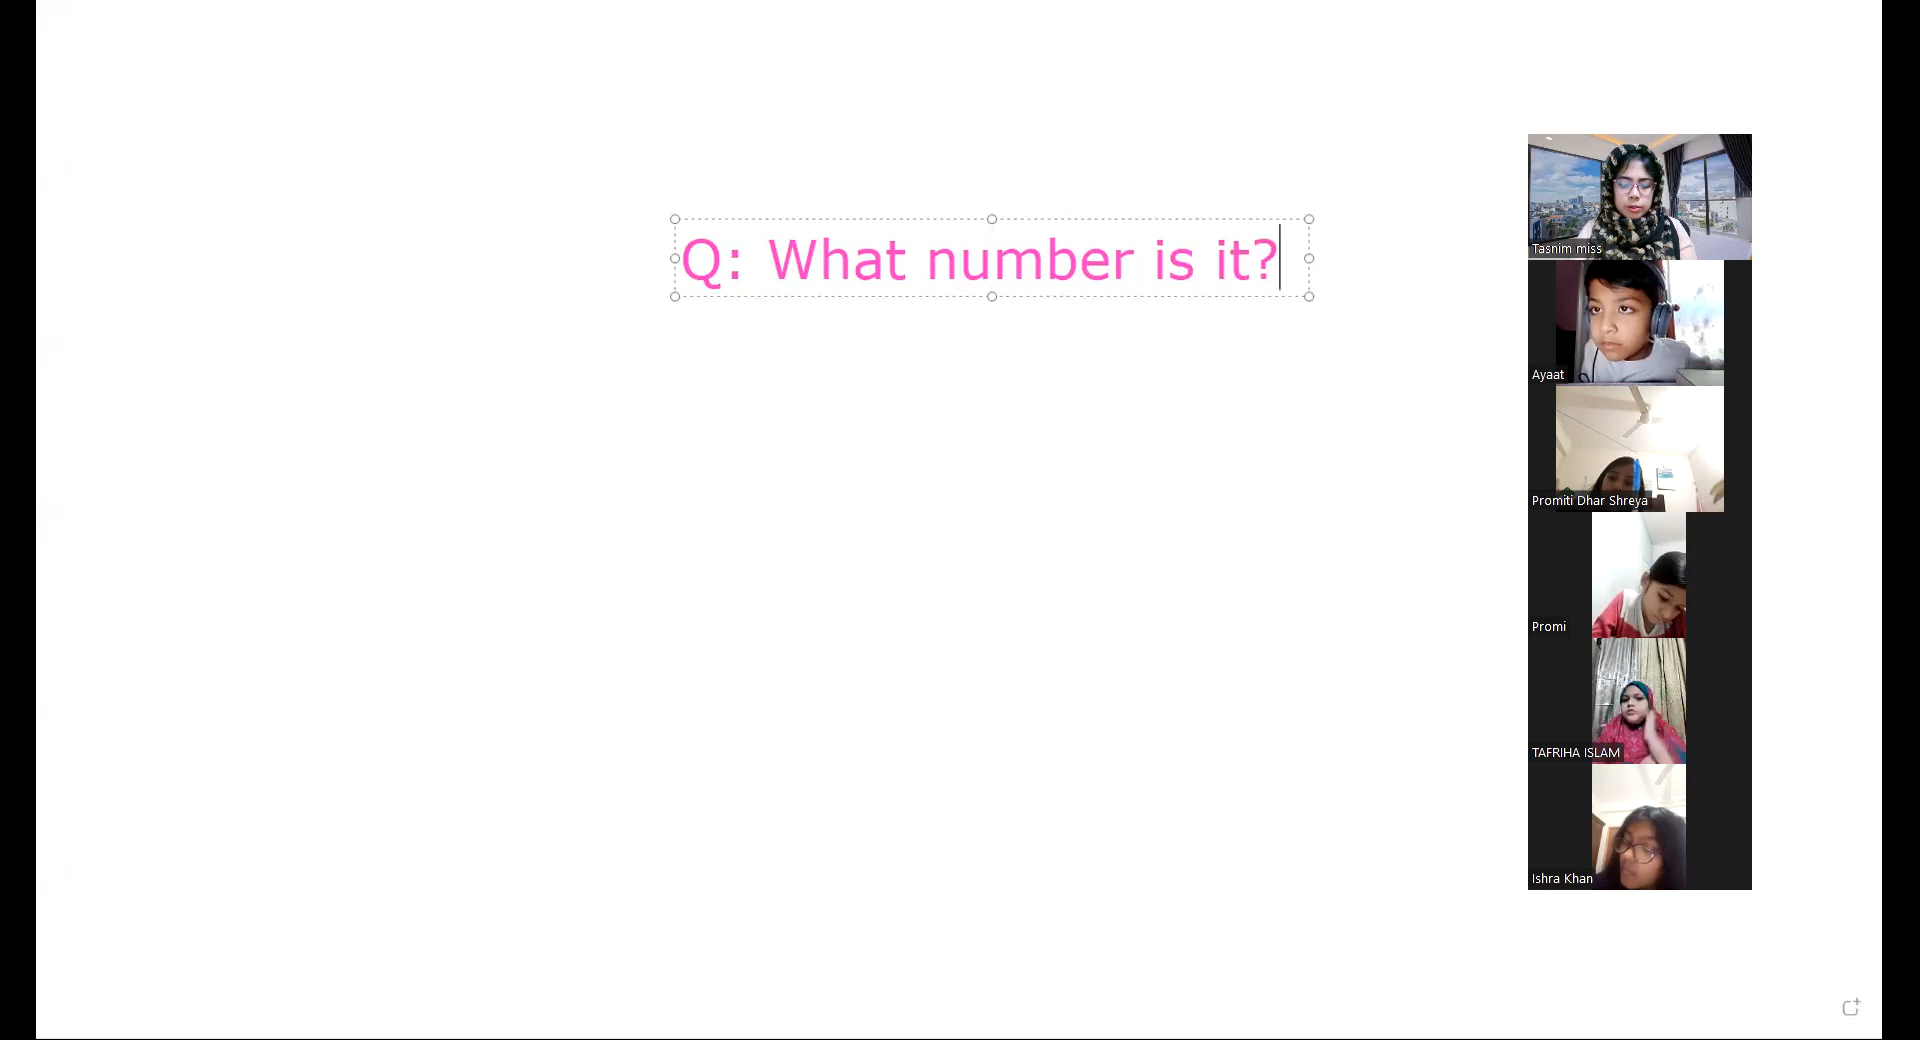 Q: What number is it?
Tasnim miss
Ayaat
Promiti Dhar Shreya
Promi
TAFRIHA ISLAM
Ishra Khan